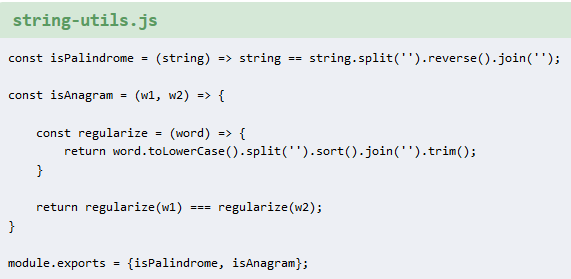 string-utils.js
const isPalindrome = (string) => string == string.split('').reverse().join('');
const isAnagram = (w1, w2) => {
    const regularize = (word) => {
        return word.toLowerCase().split('').sort().join('').trim();
    }
    return regularize(w1) === regularize(w2);
}
module.exports = {isPalindrome, isAnagram};